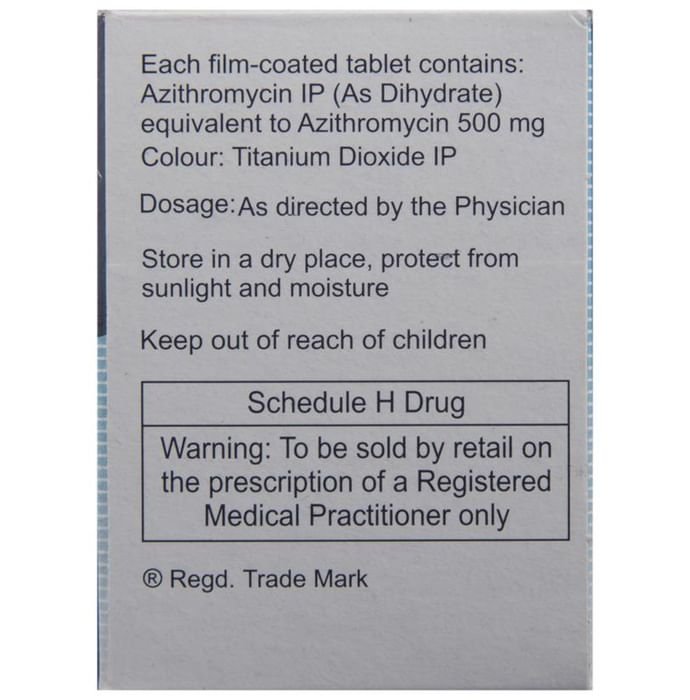 Each film-coated tablet contains:
Azithromycin IP (As Dihydrate)
equivalent to Azithromycin 500 mg
Colour: Titanium Dioxide IP
Dosage:As directed by the Physician
Store in a dry place, protect from
sunlight and moisture
Keep out of reach of children
Schedule H Drug
Warning: To be sold by retail on
the prescription of a Registered
Medical Practitioner only
® Regd. Trade Mark